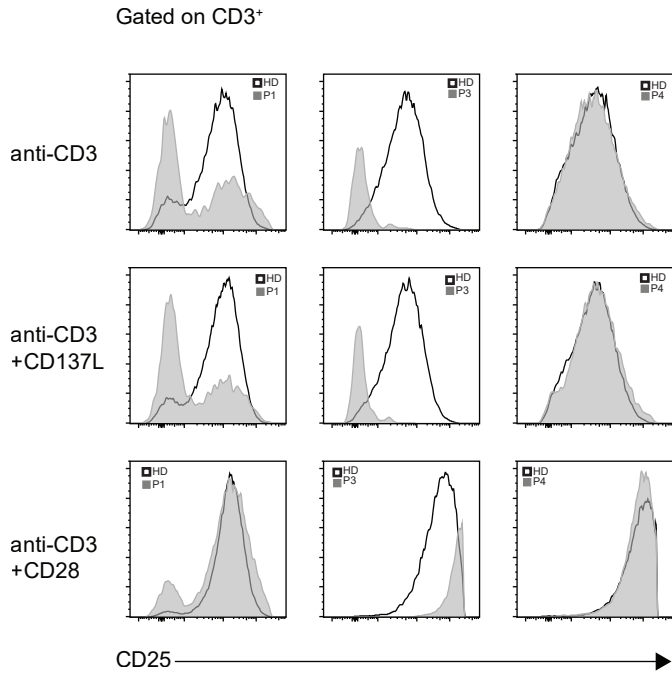 Gated on CD3⁺
HD
P1
HD
P3
HD
P4
anti-CD3
HD
P1
HD
P3
HD
P4
anti-CD3
+CD137L
HD
P1
HD
P3
HD
P4
anti-CD3
+CD28
CD25